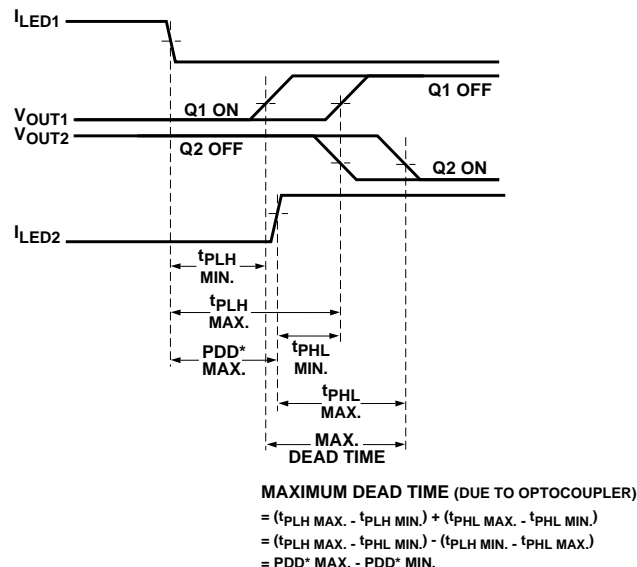 ILED1
Q1 ON
Q1 OFF
VOUT1
VOUT2
Q2 OFF
Q2 ON
ILED2
tPLH
MIN.
tPLH
MAX.
PDD*
MAX.
tPHL
MIN.
tPHL
MAX.
MAX.
DEAD TIME
MAXIMUM DEAD TIME (DUE TO OPTOCOUPLER)
= (tPLH MAX. - tPLH MIN.) + (tPHL MAX. - tPHL MIN.)
= (tPLH MAX. - tPHL MIN.) - (tPLH MIN. - tPHL MAX.)
= PDD* MAX. - PDD* MIN.